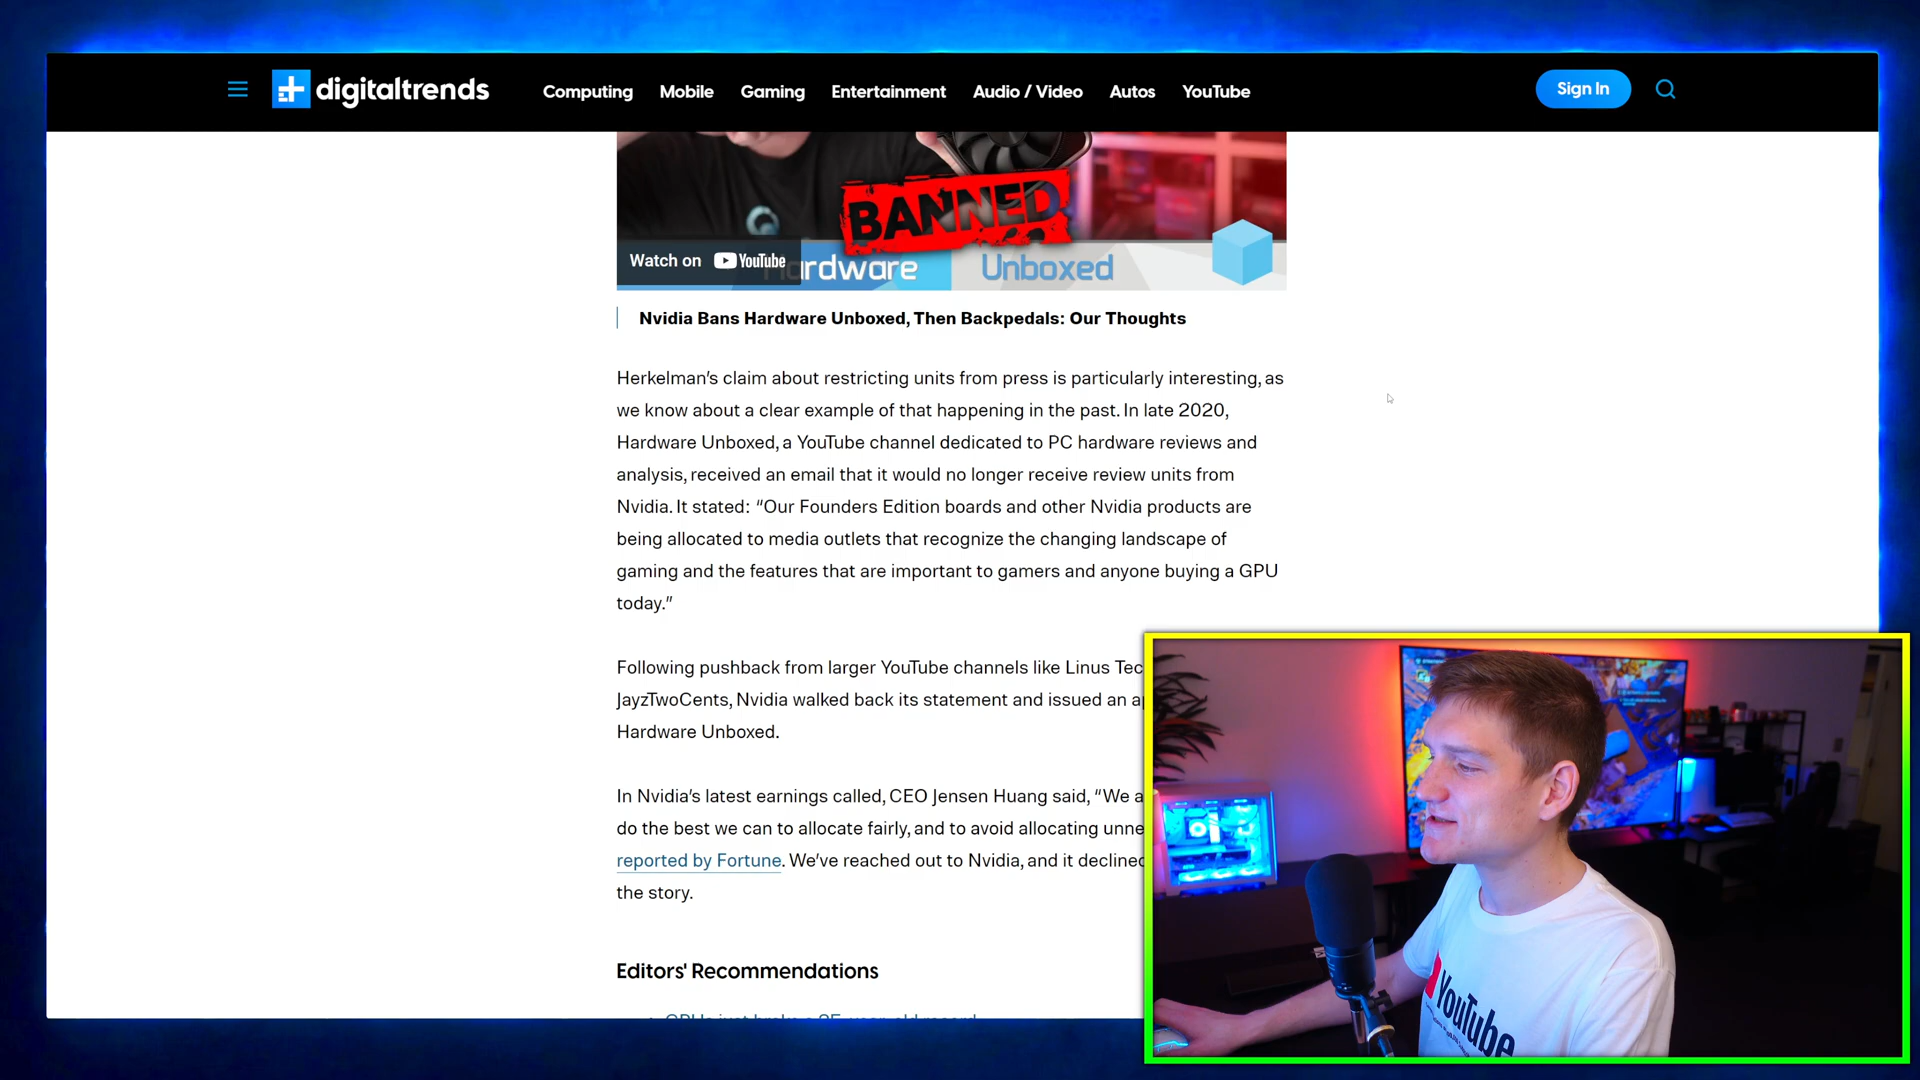 digitaltrends
Computing Mobile Gaming Entertainment Audio / Video Autos YouTube
Sign In
BANNED
Watch on YouTube
rdware Unboxed
Nvidia Bans Hardware Unboxed, Then Backpedals: Our Thoughts
Herkelman's claim about restricting units from press is particularly interesting, as
we know about a clear example of that happening in the past. In late 2020,
Hardware Unboxed, a YouTube channel dedicated to PC hardware reviews and
analysis, received an email that it would no longer receive review units from
Nvidia. It stated: “Our Founders Edition boards and other Nvidia products are
being allocated to media outlets that recognize the changing landscape of
gaming and the features that are important to gamers and anyone buying a GPU
today.”
Following pushback from larger YouTube channels like Linus Tec
JayzTwoCents, Nvidia walked back its statement and issued an ap
Hardware Unboxed.
In Nvidia's latest earnings called, CEO Jensen Huang said, “We a
do the best we can to allocate fairly, and to avoid allocating unne
reported by Fortune. We've reached out to Nvidia, and it declined
the story.
Editors' Recommendations
YouTube